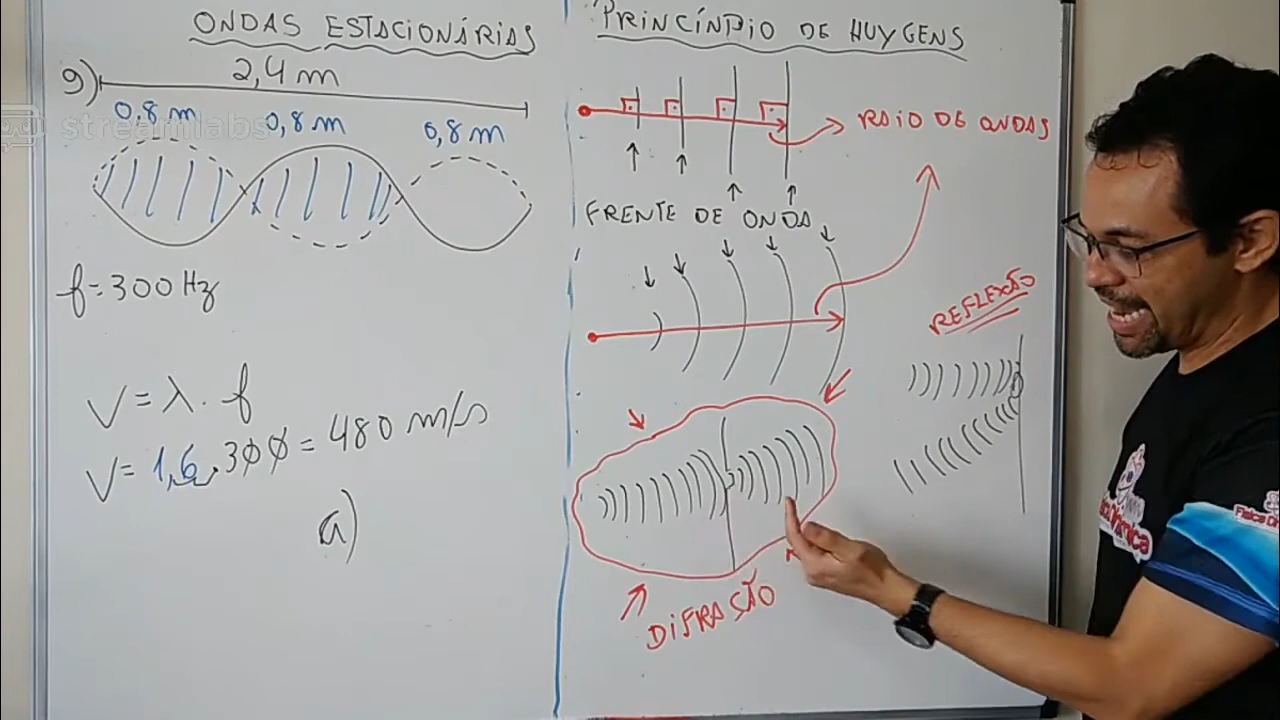 ONDAS ESTACIONÁRIAS
9)
2,4 m
0,8 m
0,8 m
0,8 m
streamlabs
f = 300 Hz
V = λ . f
V = 1,6 . 300 = 480 m/s
a)
PRINCÍPIO DE HUYGENS
RAIO DE ONDAS
FRENTE DE ONDA
REFLEXÃO
DIFRAÇÃO